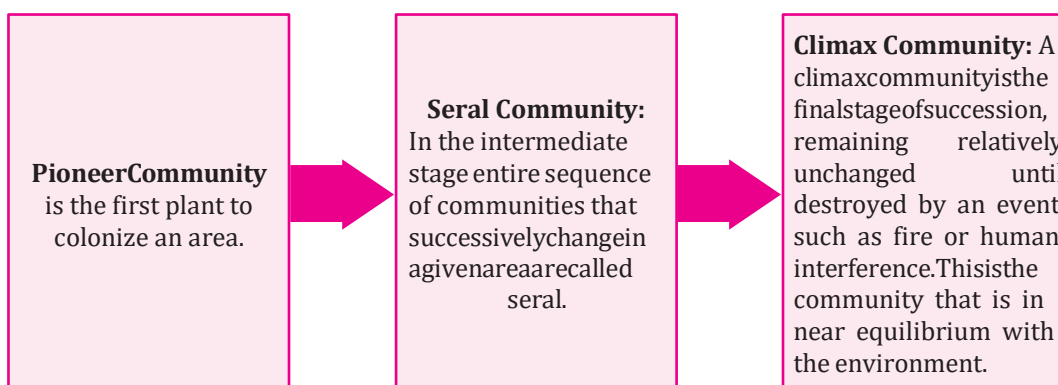 PioneerCommunity
is the first plant to
colonize an area.
Seral Community:
In the intermediate
stage entire sequence
of communities that
successivelychangein
agivenareaarecalled
seral.
Climax Community: A
climaxcommunityisthe
finalstageofsuccession,
remaining relatively
unchanged until
destroyed by an event
such as fire or human
interference.Thisisthe
community that is in
near equilibrium with
the environment.